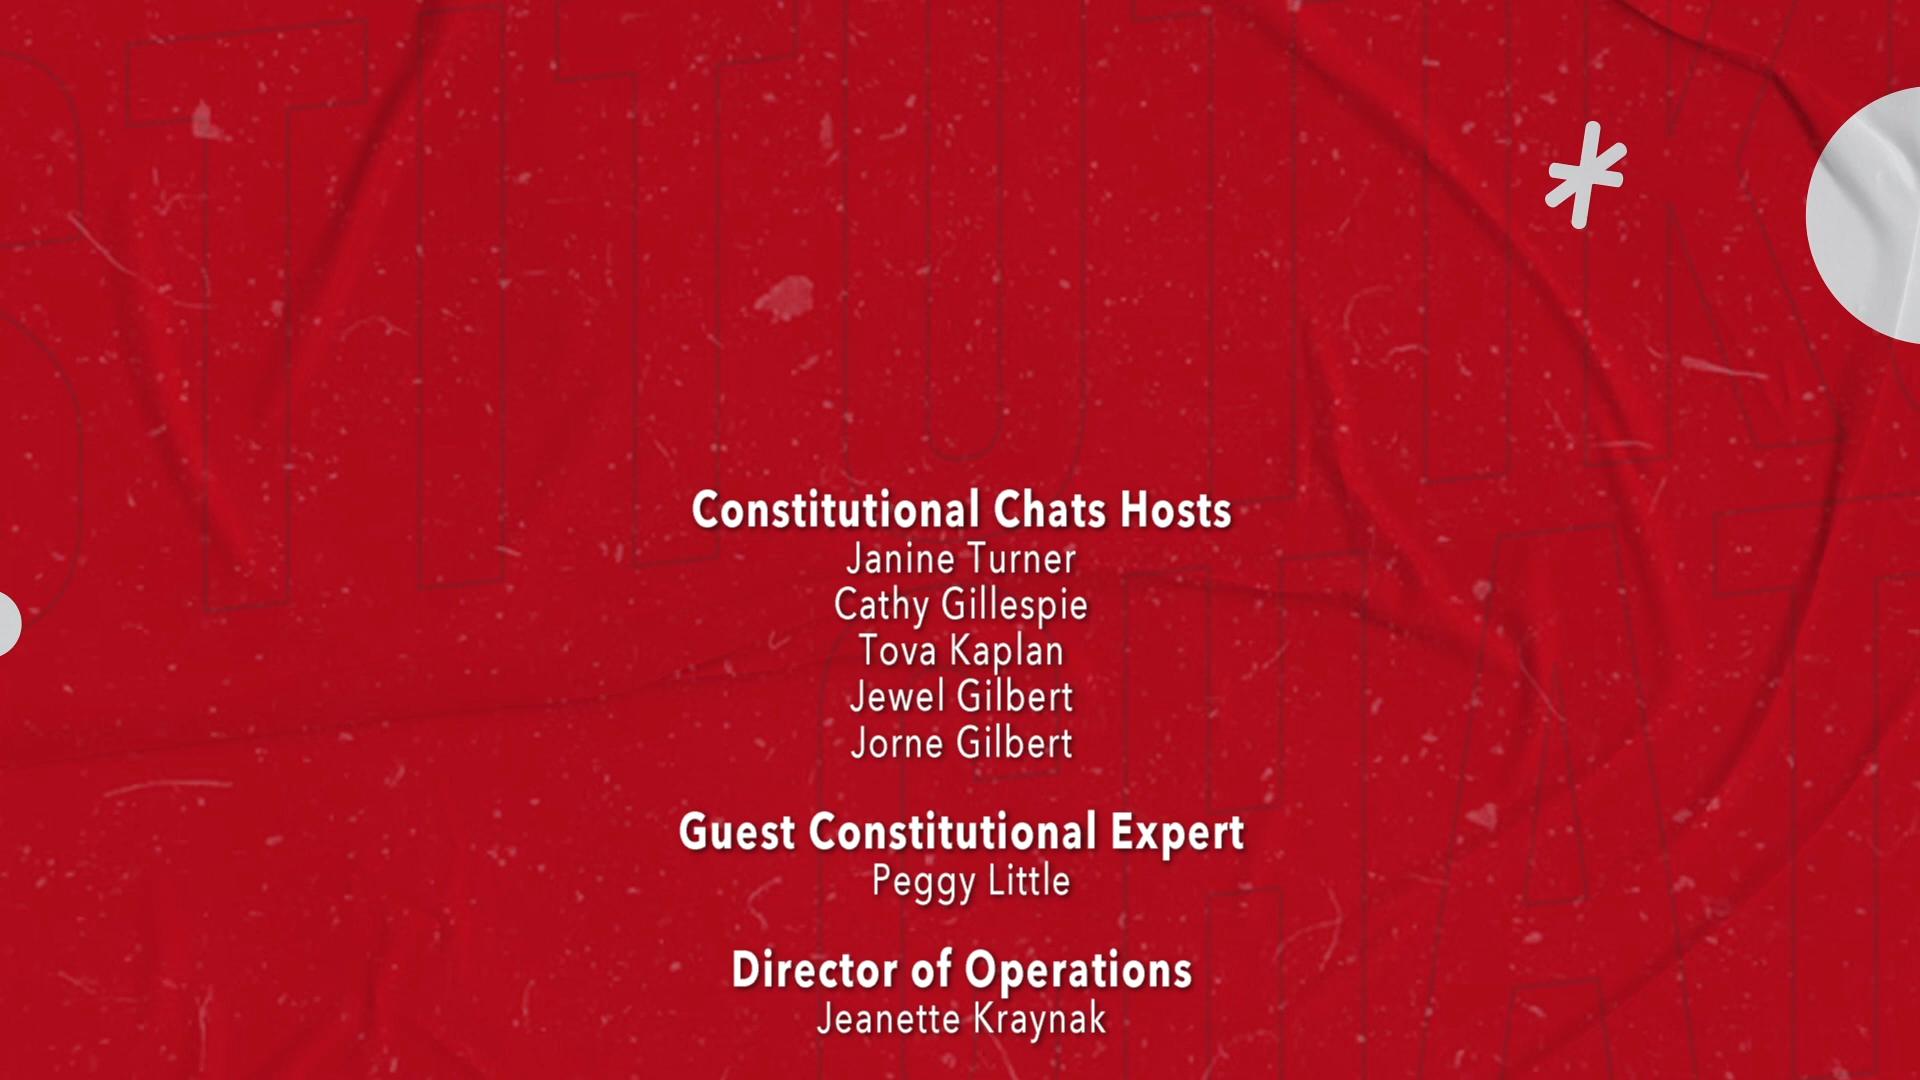 Constitutional Chats Hosts
Janine Turner
Cathy Gillespie
Tova Kaplan
Jewel Gilbert
Jorne Gilbert
Guest Constitutional Expert
Peggy Little
Director of Operations
Jeanette Kraynak